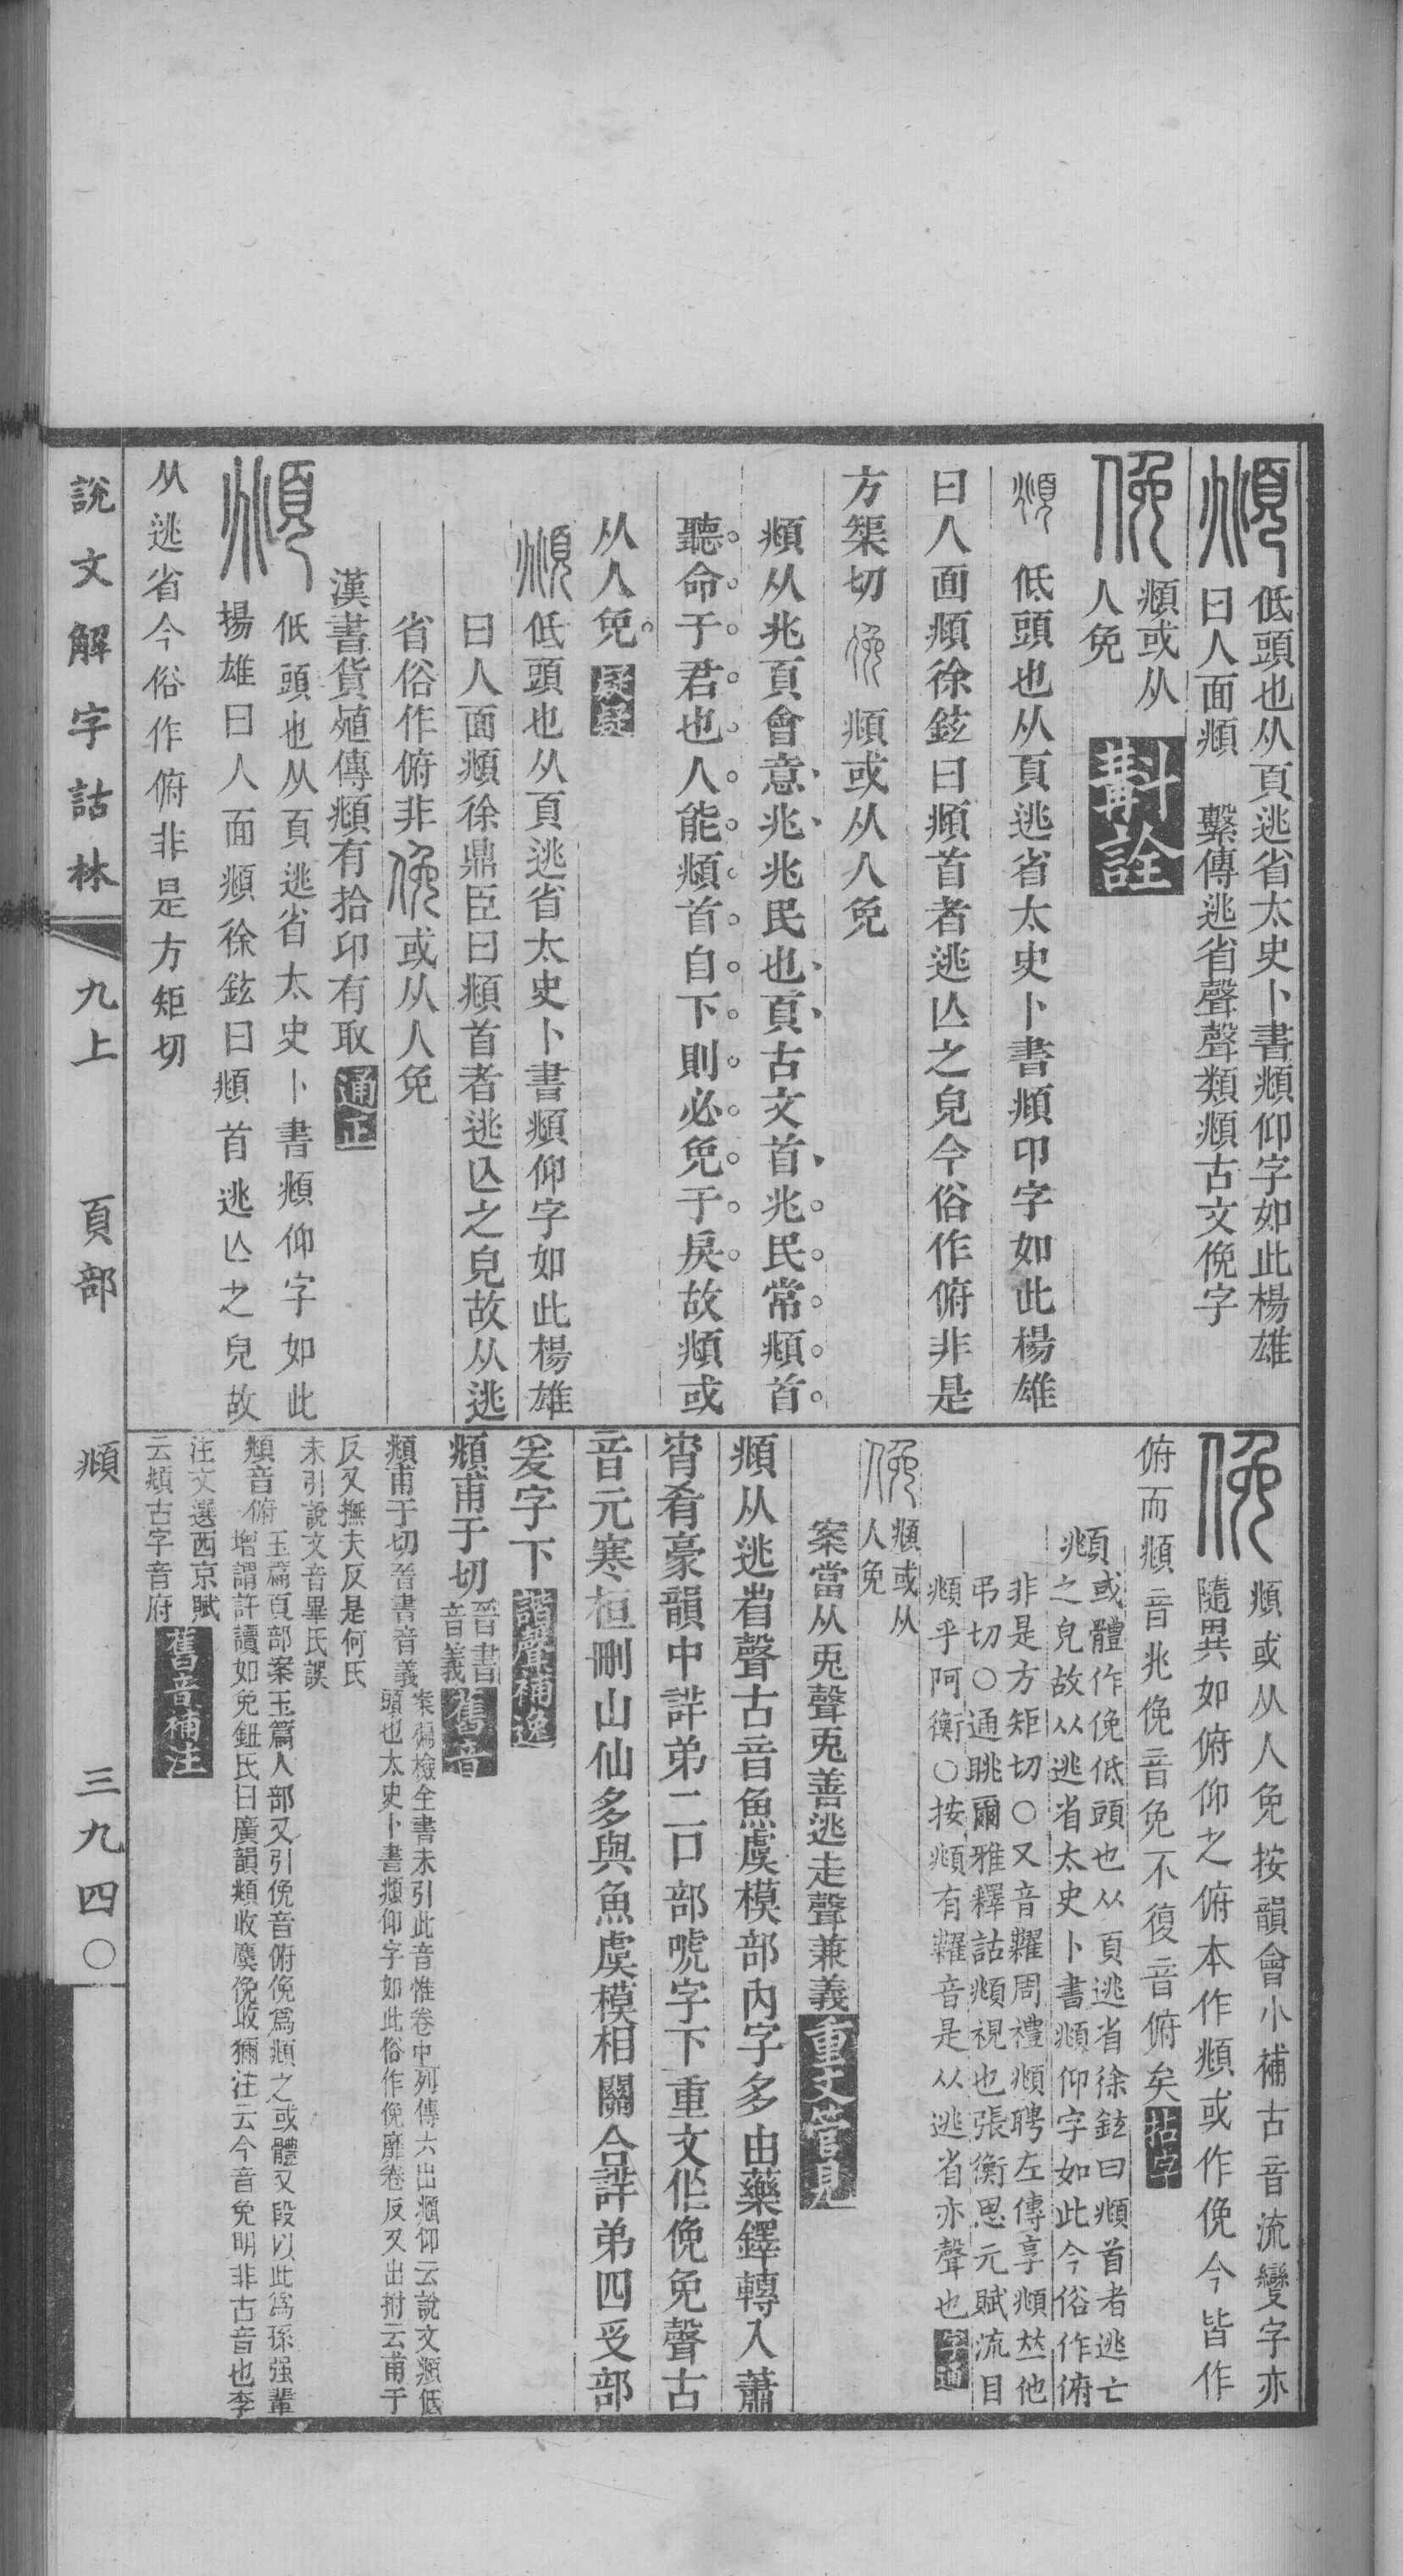 頫低頭也从頁逃省太史卜書頫仰字如此楊雄
曰人面頫　繫傳逃省聲聲類頫古文俛字
俛頫或从
人免
斠詮
頫　低頭也从頁逃省太史卜書頫卬字如此楊雄
曰人面頫徐鉉曰頫首者逃亾之皃今俗作俯非是
方榘切　俛　頫或从人免
頫从兆頁會意兆兆民也頁古文首兆民常頫首
聽命于君也人能頫首自下則必免于戾故頫或
从人免　疑疑
頫低頭也从頁逃省太史卜書頫仰字如此楊雄
曰人面頫徐鼎臣曰頫首者逃亾之皃故从逃
省俗作俯非　俛或从人免
漢書貨殖傳頫有拾卬有取　通正
頫低頭也从頁逃省太史卜書頫仰字如此
揚雄曰人面頫徐鉉曰頫首逃亾之皃故
从逃省今俗作俯非是方矩切
俛頫或从人免按韻會小補古音流變字亦
隨異如俯仰之俯本作頫或作俛今皆作
俯而頫音兆俛音免不復音俯矣　拈字
頫或體作俛低頭也从頁逃省徐鉉曰頫首者逃亡
之皃故从逃省太史卜書頫仰字如此今俗作俯
非是方矩切○又音糶周禮頫聘左傳享頫竝他
弔切○通眺爾雅釋詁頫視也張衡思元賦流目
頫乎阿衡○按頫有糶音是从逃省亦聲也　字通
俛頫或从
人免
案當从兎聲兎善逃走聲兼義　重文管見
頫从逃省聲古音魚虞模部內字多由藥鐸轉入蕭
宵肴豪韻中詳弟二口部唬字下重文作俛免聲古
音元寒桓刪山仙多與魚虞模相關合詳弟四受部
爰字下　諧聲補逸
頫甫于切晉書
音義　舊音
頫甫于切晉書音義案徧檢全書未引此音惟卷中列傳六出頫仰云說文頫低
頭也太史卜書頫仰字如此俗作俛靡卷反又出拊云甫于
反又撫夫反是何氏
未引說文音畢氏誤
頫音俯玉篇頁部案玉篇人部又引俛音俯俛爲頫之或體又段以此爲孫强輩
增謂許讀如免鈕氏曰廣韻頫收麌俛收獮注云今音免明非古音也李
注文選西京賦
云頫古字音府　舊音補注
說文解字詁林　九上　頁部　頫　三九四〇